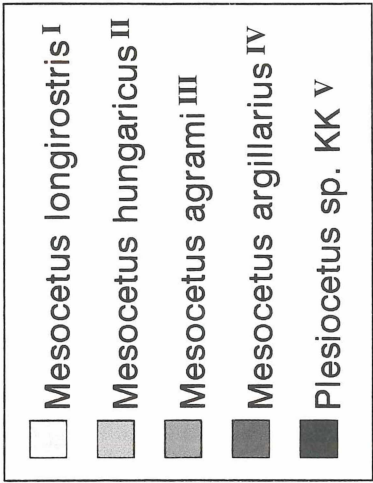 Mesocetus longirostris I
Mesocetus hungaricus II
Mesocetus agrami III
Mesocetus argillarius IV
Plesiocetus sp. KK V